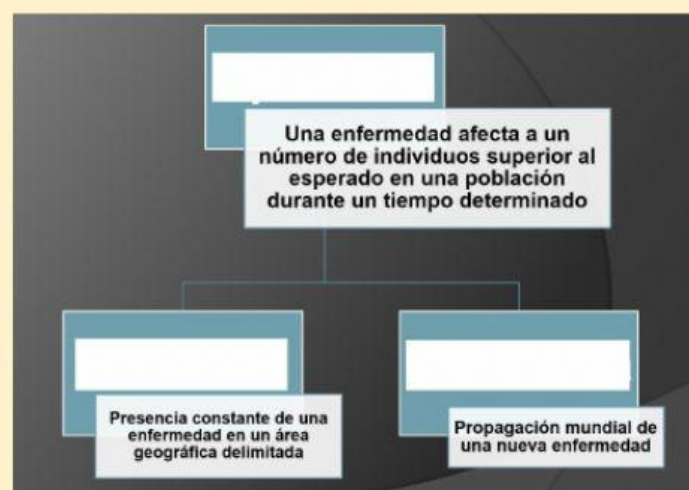 Una enfermedad afecta a un
número de individuos superior al
esperado en una población
durante un tiempo determinado
Presencia constante de una
enfermedad en un área
geográfica delimitada
Propagación mundial de
una nueva enfermedad